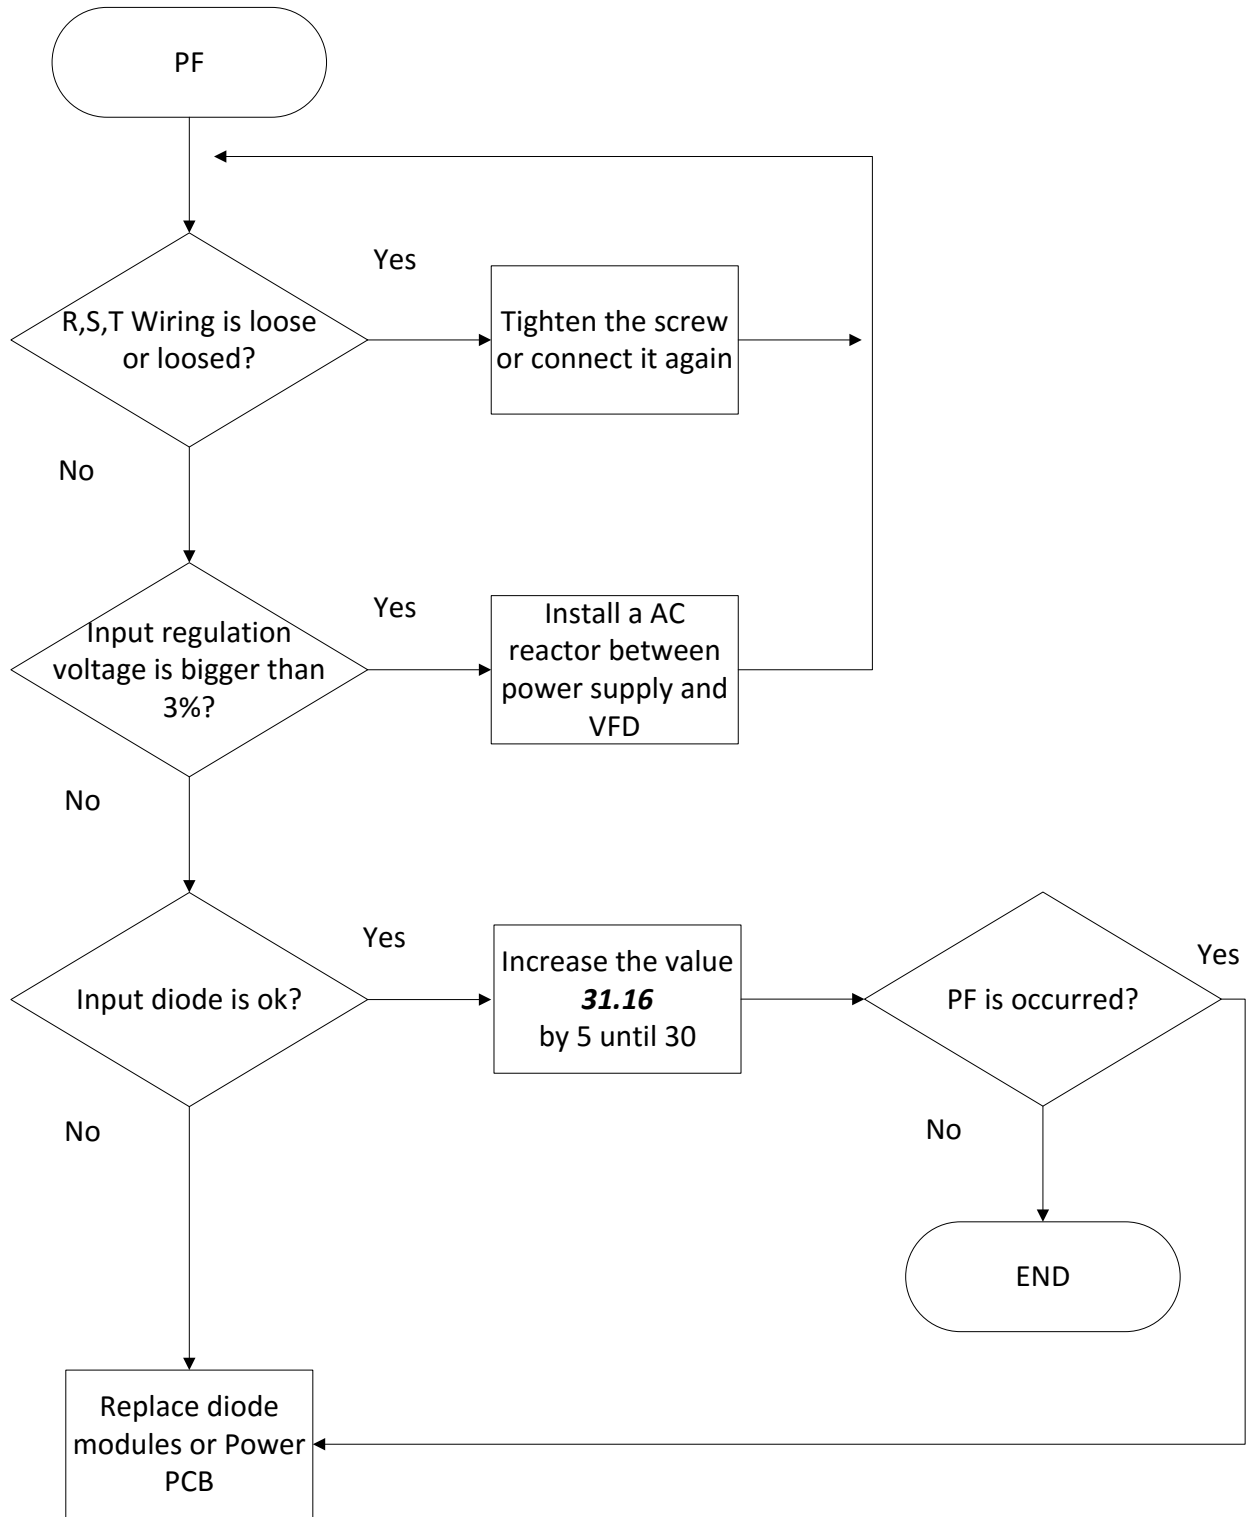 PF
Yes
R,S,T Wiring is loose
or loosed?
Tighten the screw
or connect it again
No
Yes
Input regulation
voltage is bigger than
3%?
Install a AC
reactor between
power supply and
VFD
No
Yes
Input diode is ok?
Increase the value
31.16
by 5 until 30
PF is occurred?
Yes
No
No
END
Replace diode
modules or Power
PCB